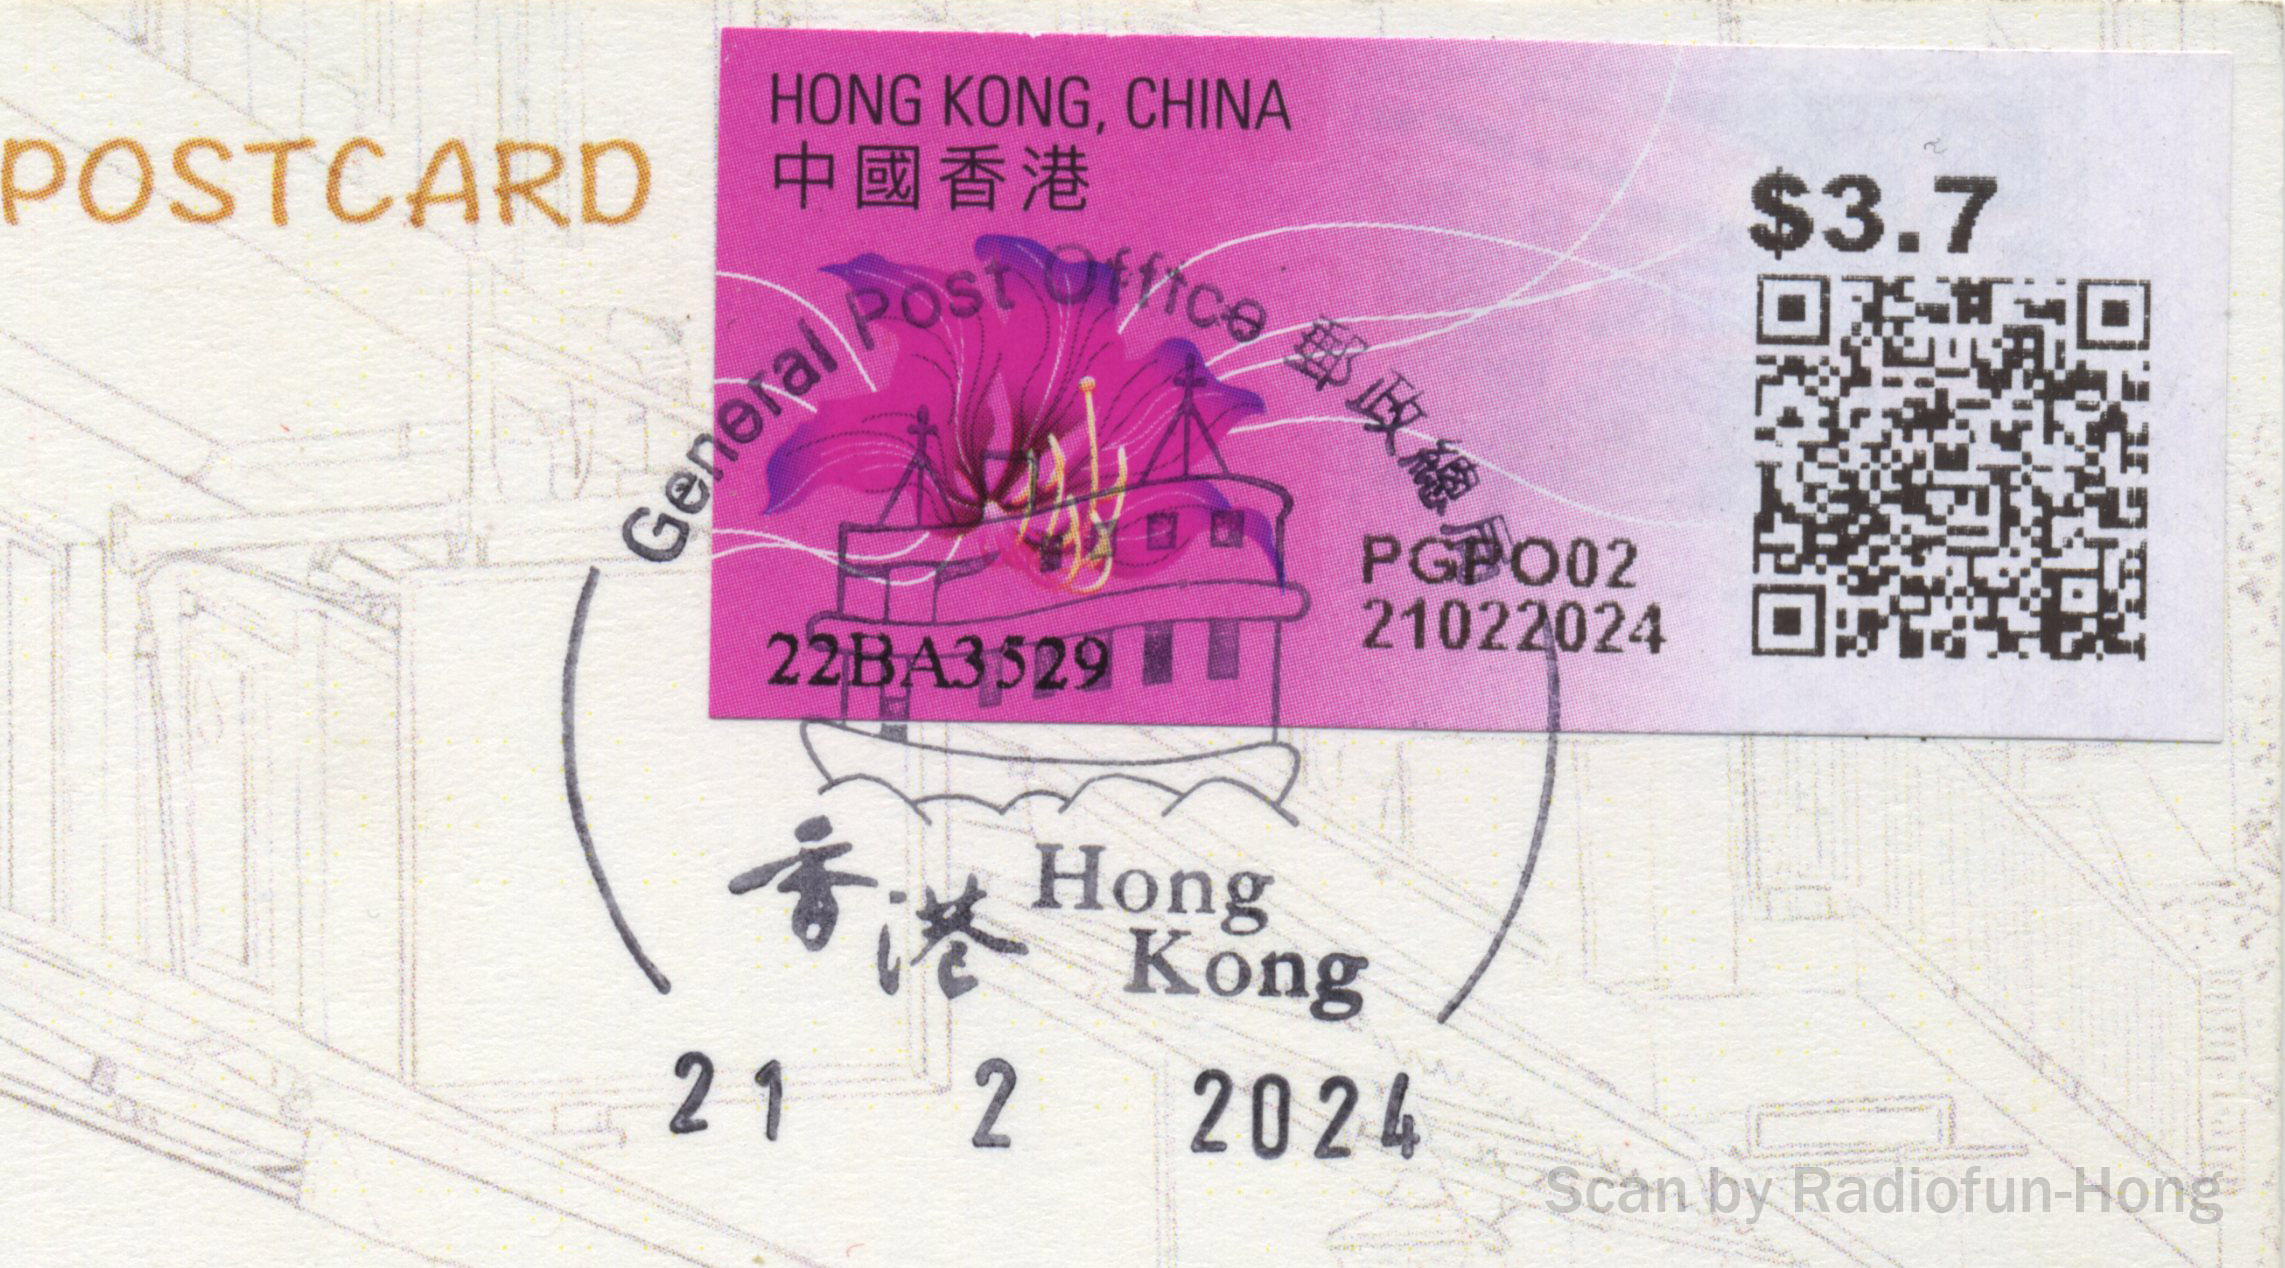 POSTCARD
HONG KONG, CHINA
中國香港
$3.7
General Post Office 郵政總局
PGPO02
21022024
22BA3529
香港 Hong
Kong
21 2 2024
Scan by Radiofun-Hong